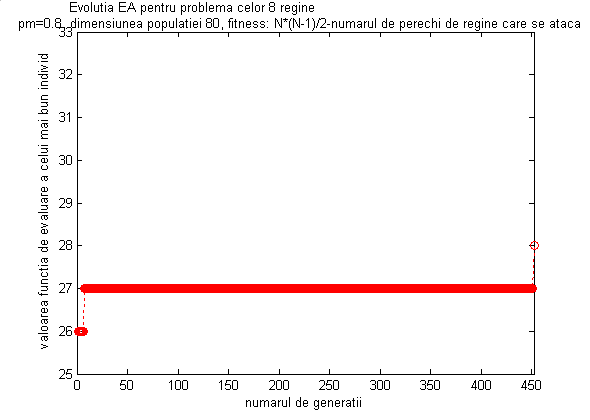 Evolutia EA pentru problema celor 8 regine
pm=0.8, dimensiunea populatiei 80, fitness: N*(N-1)/2-numarul de perechi de regine care se ataca
valoarea functia de evaluare a celui mai bun individ
33
32
31
30
29
28
27
26
25
0 50 100 150 200 250 300 350 400 450
numarul de generatii